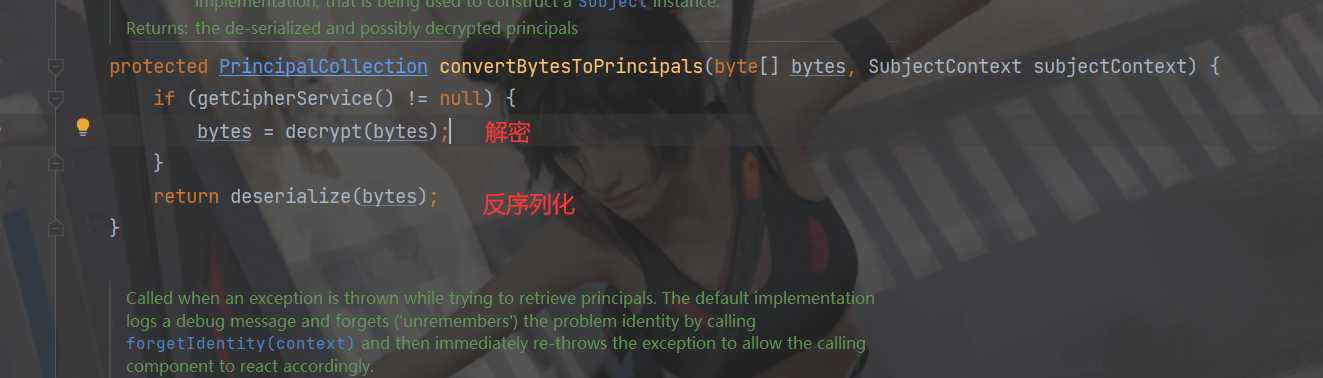 implementation, that is being used to construct a Subject instance.
Returns: the de-serialized and possibly decrypted principals
protected PrincipalCollection convertBytesToPrincipals(byte[] bytes, SubjectContext subjectContext) {
if (getCipherService() != null) {
bytes = decrypt(bytes); 解密
}
return deserialize(bytes); 反序列化
}
Called when an exception is thrown while trying to retrieve principals. The default implementation
logs a debug message and forgets ('unremembers') the problem identity by calling
forgetIdentity(context) and then immediately re-throws the exception to allow the calling
component to react accordingly.